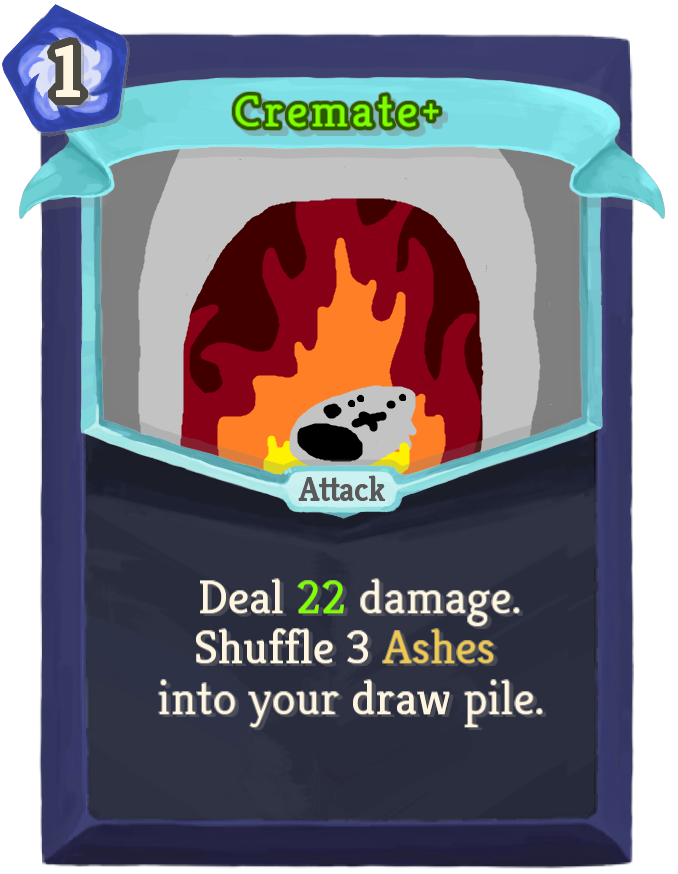 1
Cremate+
Attack
Deal 22 damage.
Shuffle 3 Ashes
into your draw pile.